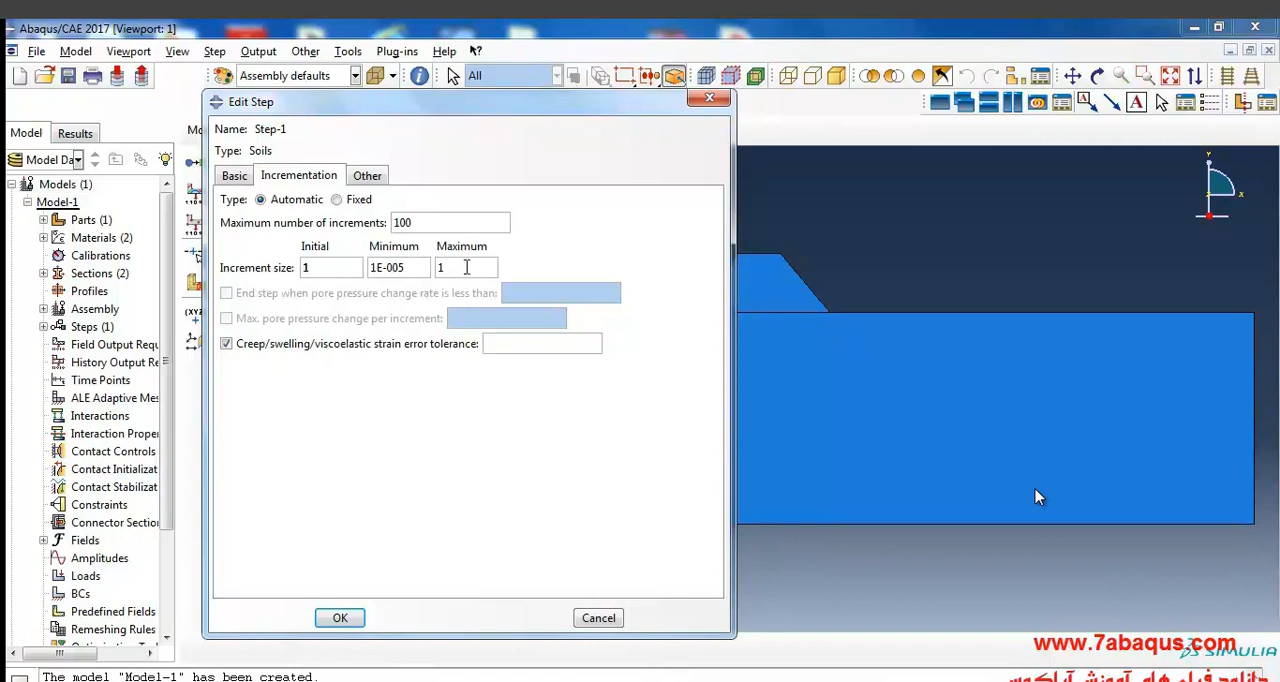 Abaqus/CAE 2017 [Viewport: 1]
File Model Viewport View Step Output Other Tools Plug-ins Help
Assembly defaults All
Edit Step
Name: Step-1
Type: Soils
Basic Incrementation Other
Type: Automatic Fixed
Maximum number of increments: 100
Initial Minimum Maximum
Increment size: 1 1E-005 1
End step when pore pressure change rate is less than:
Max. pore pressure change per increment:
Creep/swelling/viscoelastic strain error tolerance:
OK Cancel
Model Results
Model Da
Models (1)
Model-1
Parts (1)
Materials (2)
Calibrations
Sections (2)
Profiles
Assembly
Steps (1)
Field Output Requ
History Output R
Time Points
ALE Adaptive Mes
Interactions
Interaction Proper
Contact Controls
Contact Initializat
Contact Stabilizat
Constraints
Connector Section
Fields
Amplitudes
Loads
BCs
Predefined Fields
Remeshing Rules
Mo
(XYZ
Y
X
www.7abaqus.com
SIMULIA
The model "Model-1" has been created.